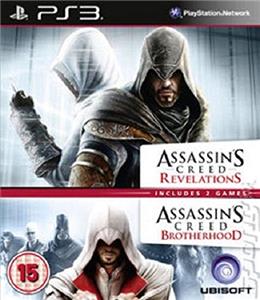 PS3
PlayStation®Network
ASSASSIN'S
CREED
REVELATIONS
INCLUDES 2 GAMES
ASSASSIN'S
CREED
BROTHERHOOD
15
UBISOFT